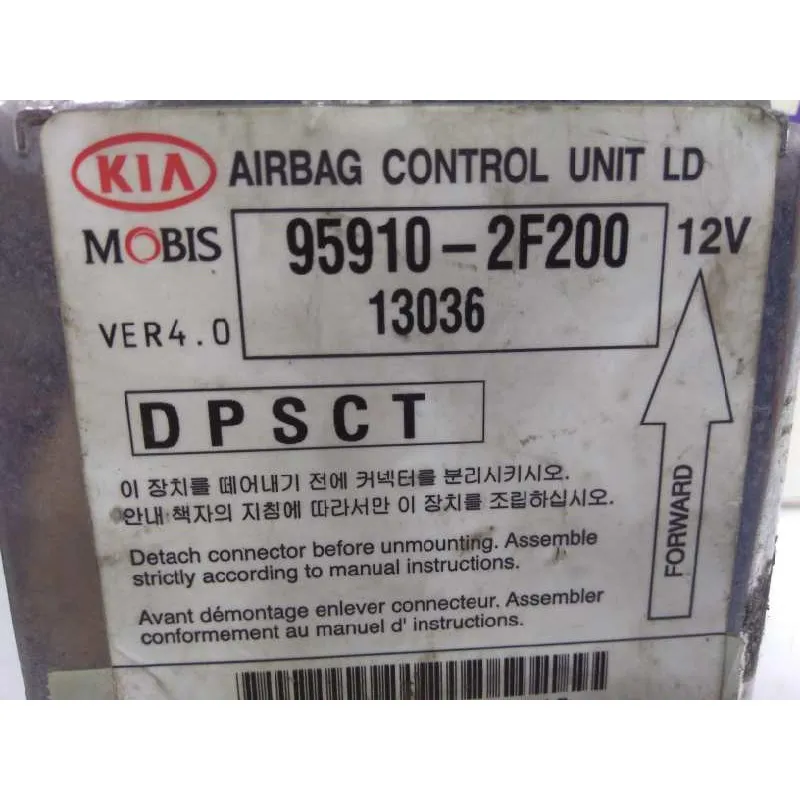 KIA AIRBAG CONTROL UNIT LD
MOBIS 95910-2F200 12V
13036
VER4.0
DPSCT
이 장치를 떼어내기 전에 커넥터를 분리시키시오.
안내 책자의 지침에 따라서만 이 장치를 조립하십시오.
Detach connector before unmounting. Assemble
strictly according to manual instructions.
Avant démontage enlever connecteur. Assembler
conformement au manuel d' instructions.
FORWARD